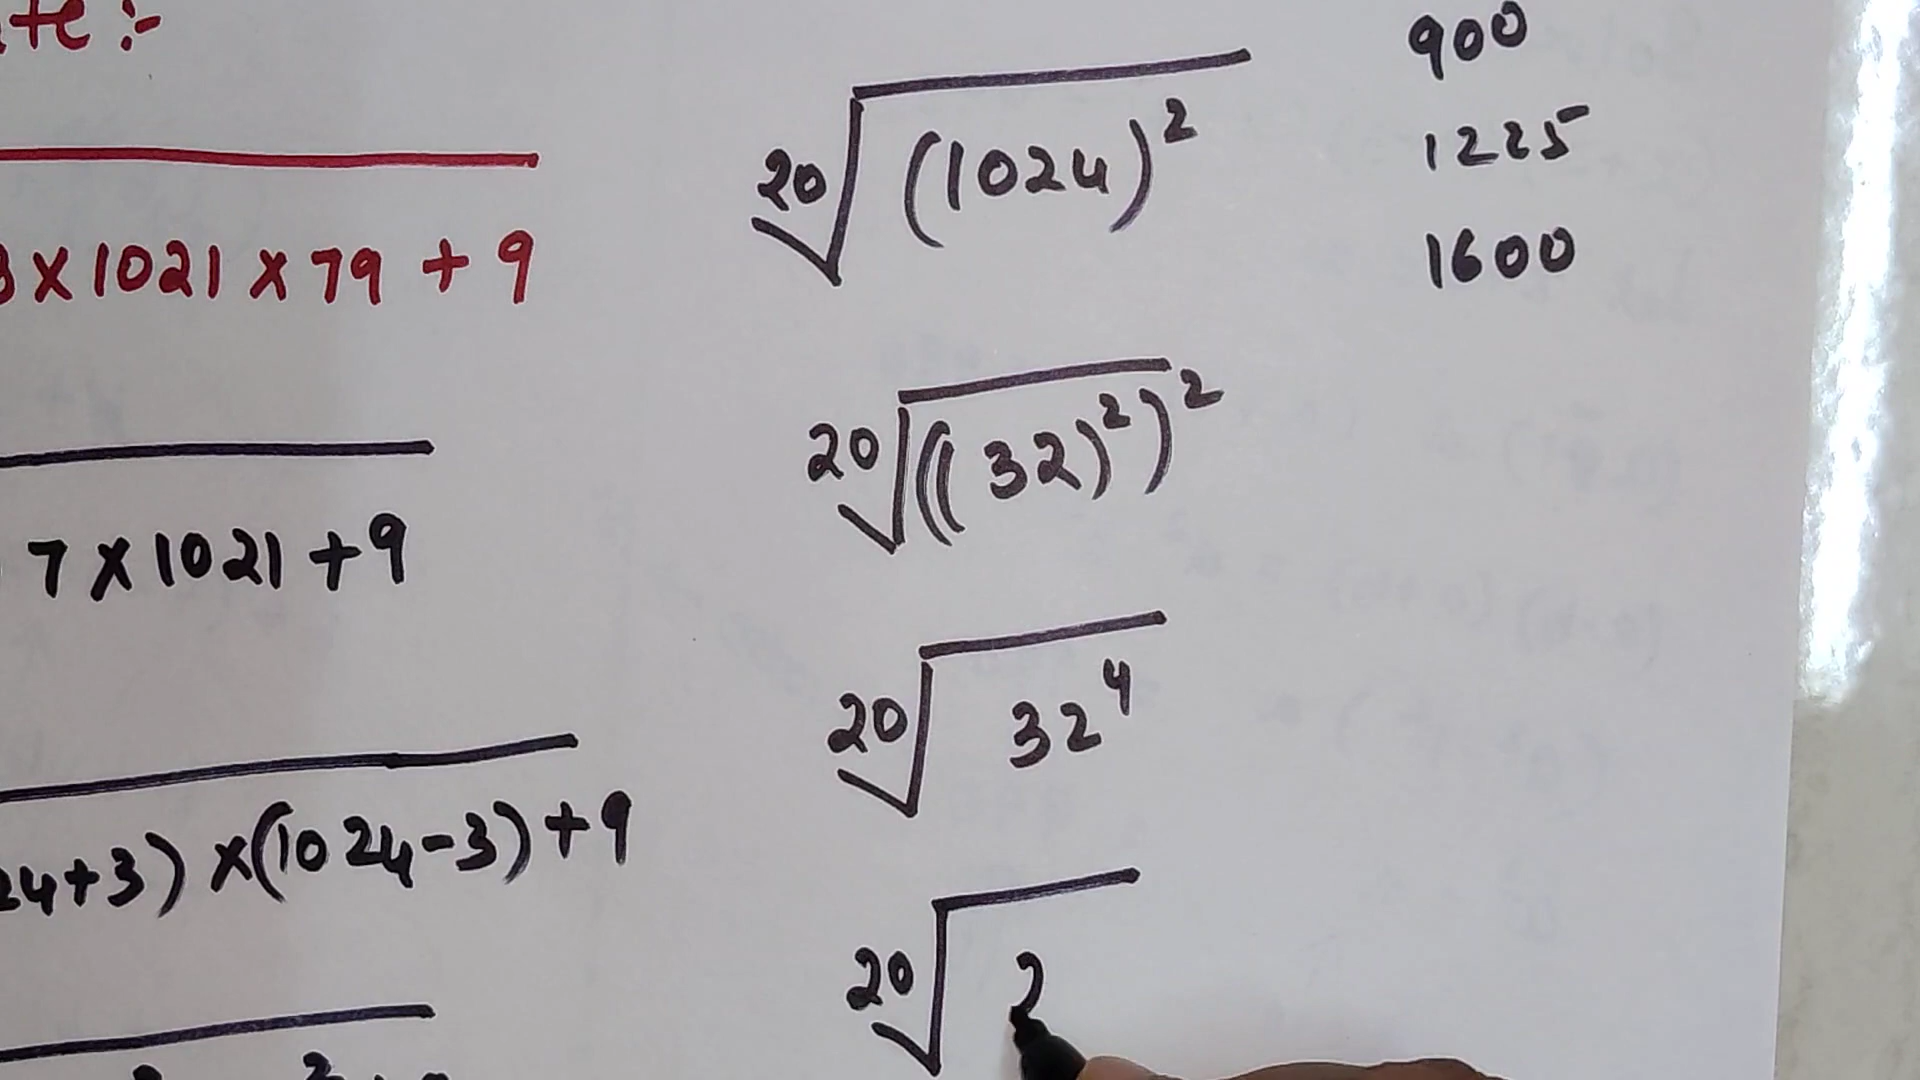 te :-
3 × 1021 × 79 + 9
7 × 1021 + 9
24+3) × (1024-3) + 9
²⁰√(1024)²
²⁰√((32)²)²
²⁰√32⁴
²⁰√2
900
1225
1600